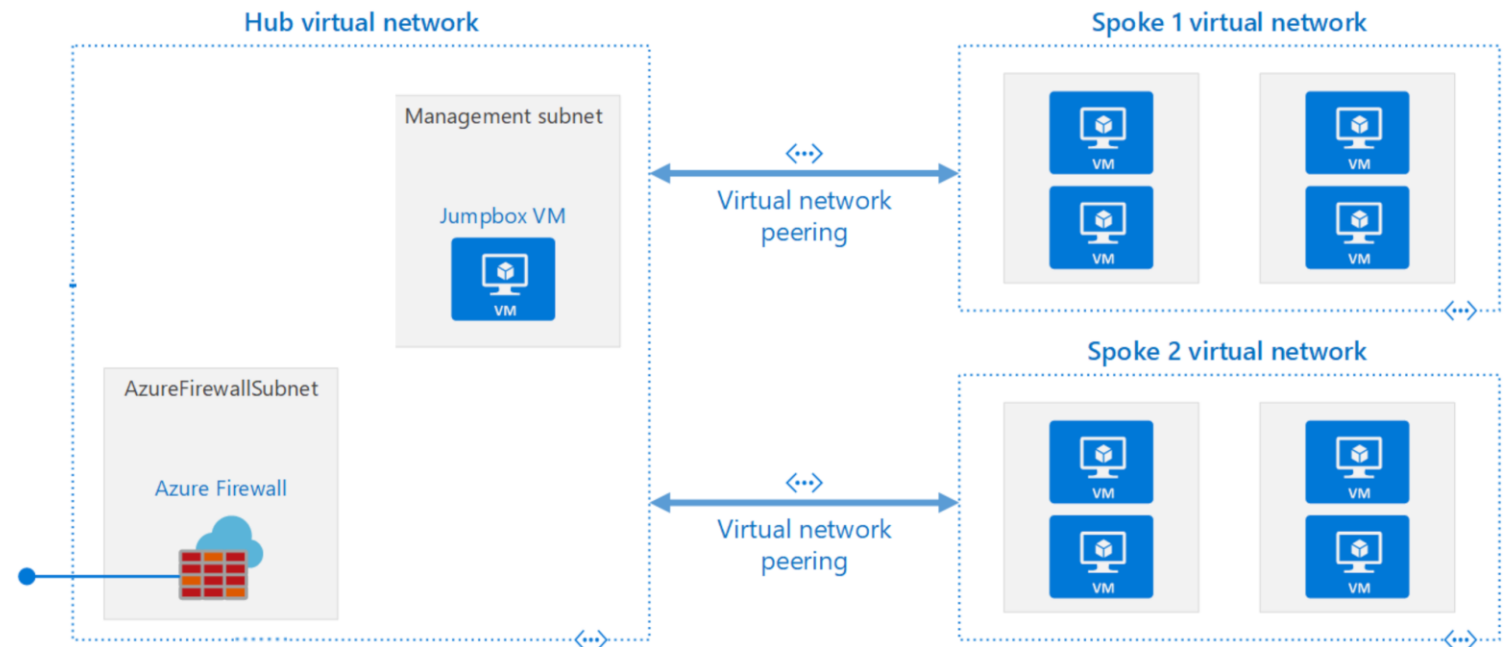 Hub virtual network
Management subnet
Jumpbox VM
VM
AzureFirewallSubnet
Azure Firewall
Virtual network
peering
Virtual network
peering
Spoke 1 virtual network
VM
VM
VM
VM
Spoke 2 virtual network
VM
VM
VM
VM